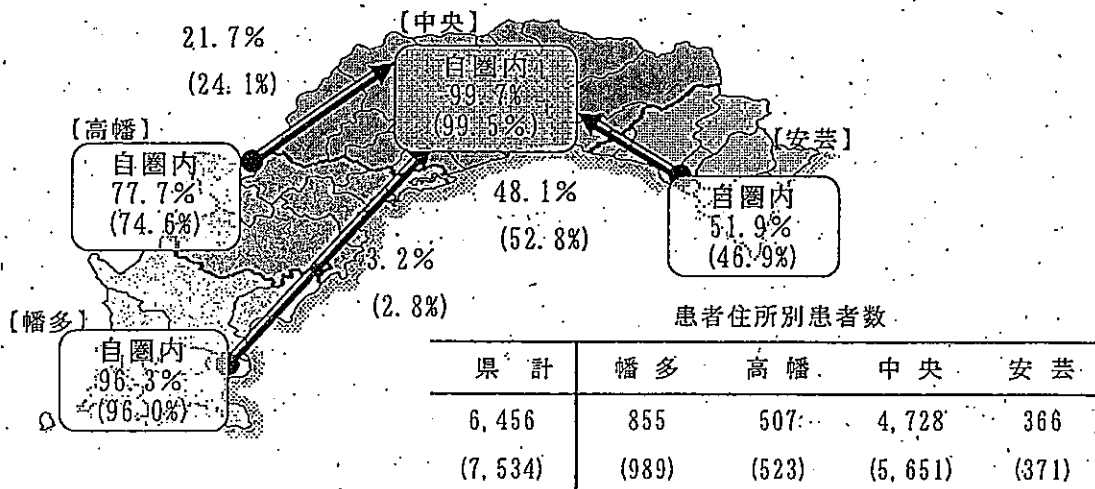 【中央】
21.7%
(24.1%)
自圏内
99.7%
(99.5%)
【高幡】
自圏内
77.7%
(74.6%)
【安芸】
自圏内
51.9%
(46.9%)
48.1%
(52.8%)
3.2%
(2.8%)
【幡多】
自圏内
96.3%
(96.0%)
患者住所別患者数
県計 幡多 高幡 中央 安芸
6,456 855 507 4,728 366
(7,534) (989) (523) (5,651) (371)